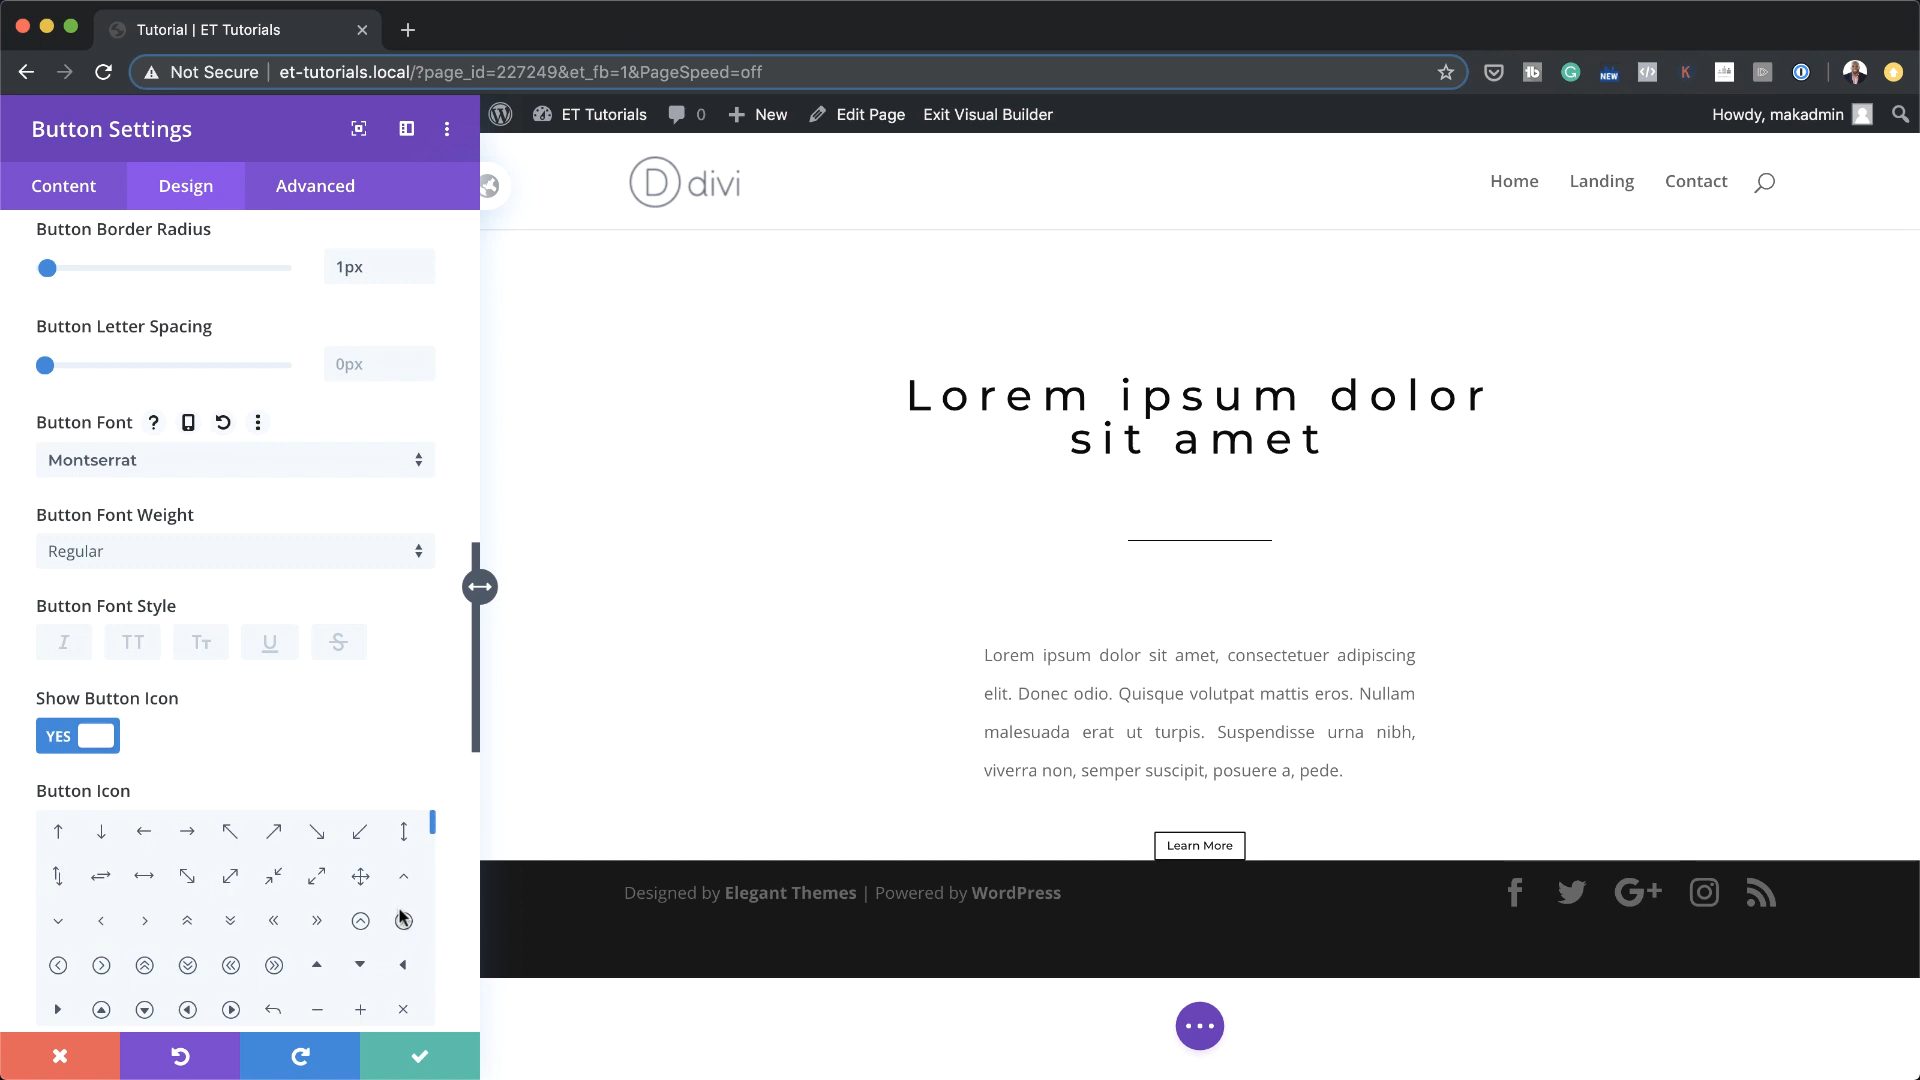 Tutorial | ET Tutorials
Not Secure | et-tutorials.local/?page_id=227249&et_fb=1&PageSpeed=off
tb
G
NEW
</>
K
Button Settings
ET Tutorials
0
New
Edit Page
Exit Visual Builder
Howdy, makadmin
Content
Design
Advanced
D divi
Home
Landing
Contact
Button Border Radius
1px
Button Letter Spacing
0px
Button Font ?
Montserrat
Button Font Weight
Regular
Button Font Style
I
TT
Tт
U
S
Show Button Icon
YES
Button Icon
Lorem ipsum dolor
sit amet
Lorem ipsum dolor sit amet, consectetuer adipiscing
elit. Donec odio. Quisque volutpat mattis eros. Nullam
malesuada erat ut turpis. Suspendisse urna nibh,
viverra non, semper suscipit, posuere a, pede.
Learn More
Designed by Elegant Themes | Powered by WordPress
G+